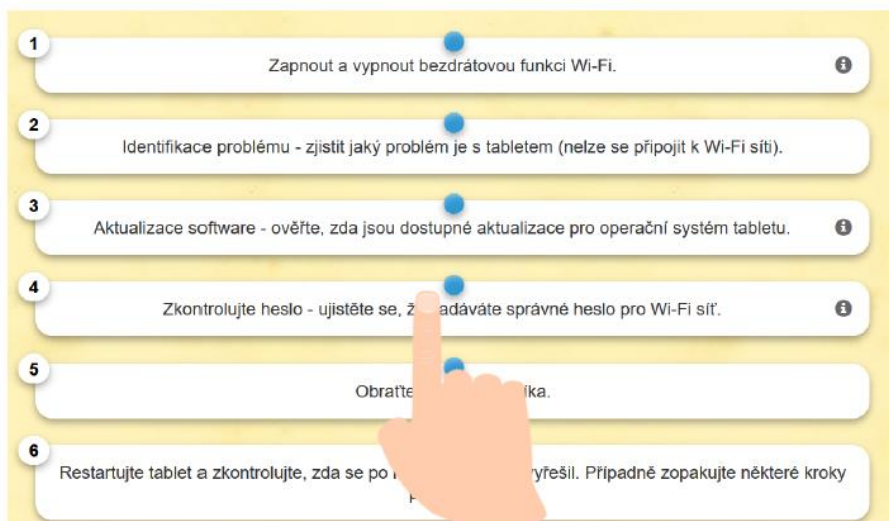 1
Zapnout a vypnout bezdrátovou funkci Wi-Fi.
2
Identifikace problému - zjistit jaký problém je s tabletem (nelze se připojit k Wi-Fi síti).
3
Aktualizace software - ověřte, zda jsou dostupné aktualizace pro operační systém tabletu.
4
Zkontrolujte heslo - ujistěte se, správné heslo pro Wi-Fi síť.
5
Obraťte
6
Restartujte tablet a zkontrolujte, zda se po Případně zopakujte některé kroky